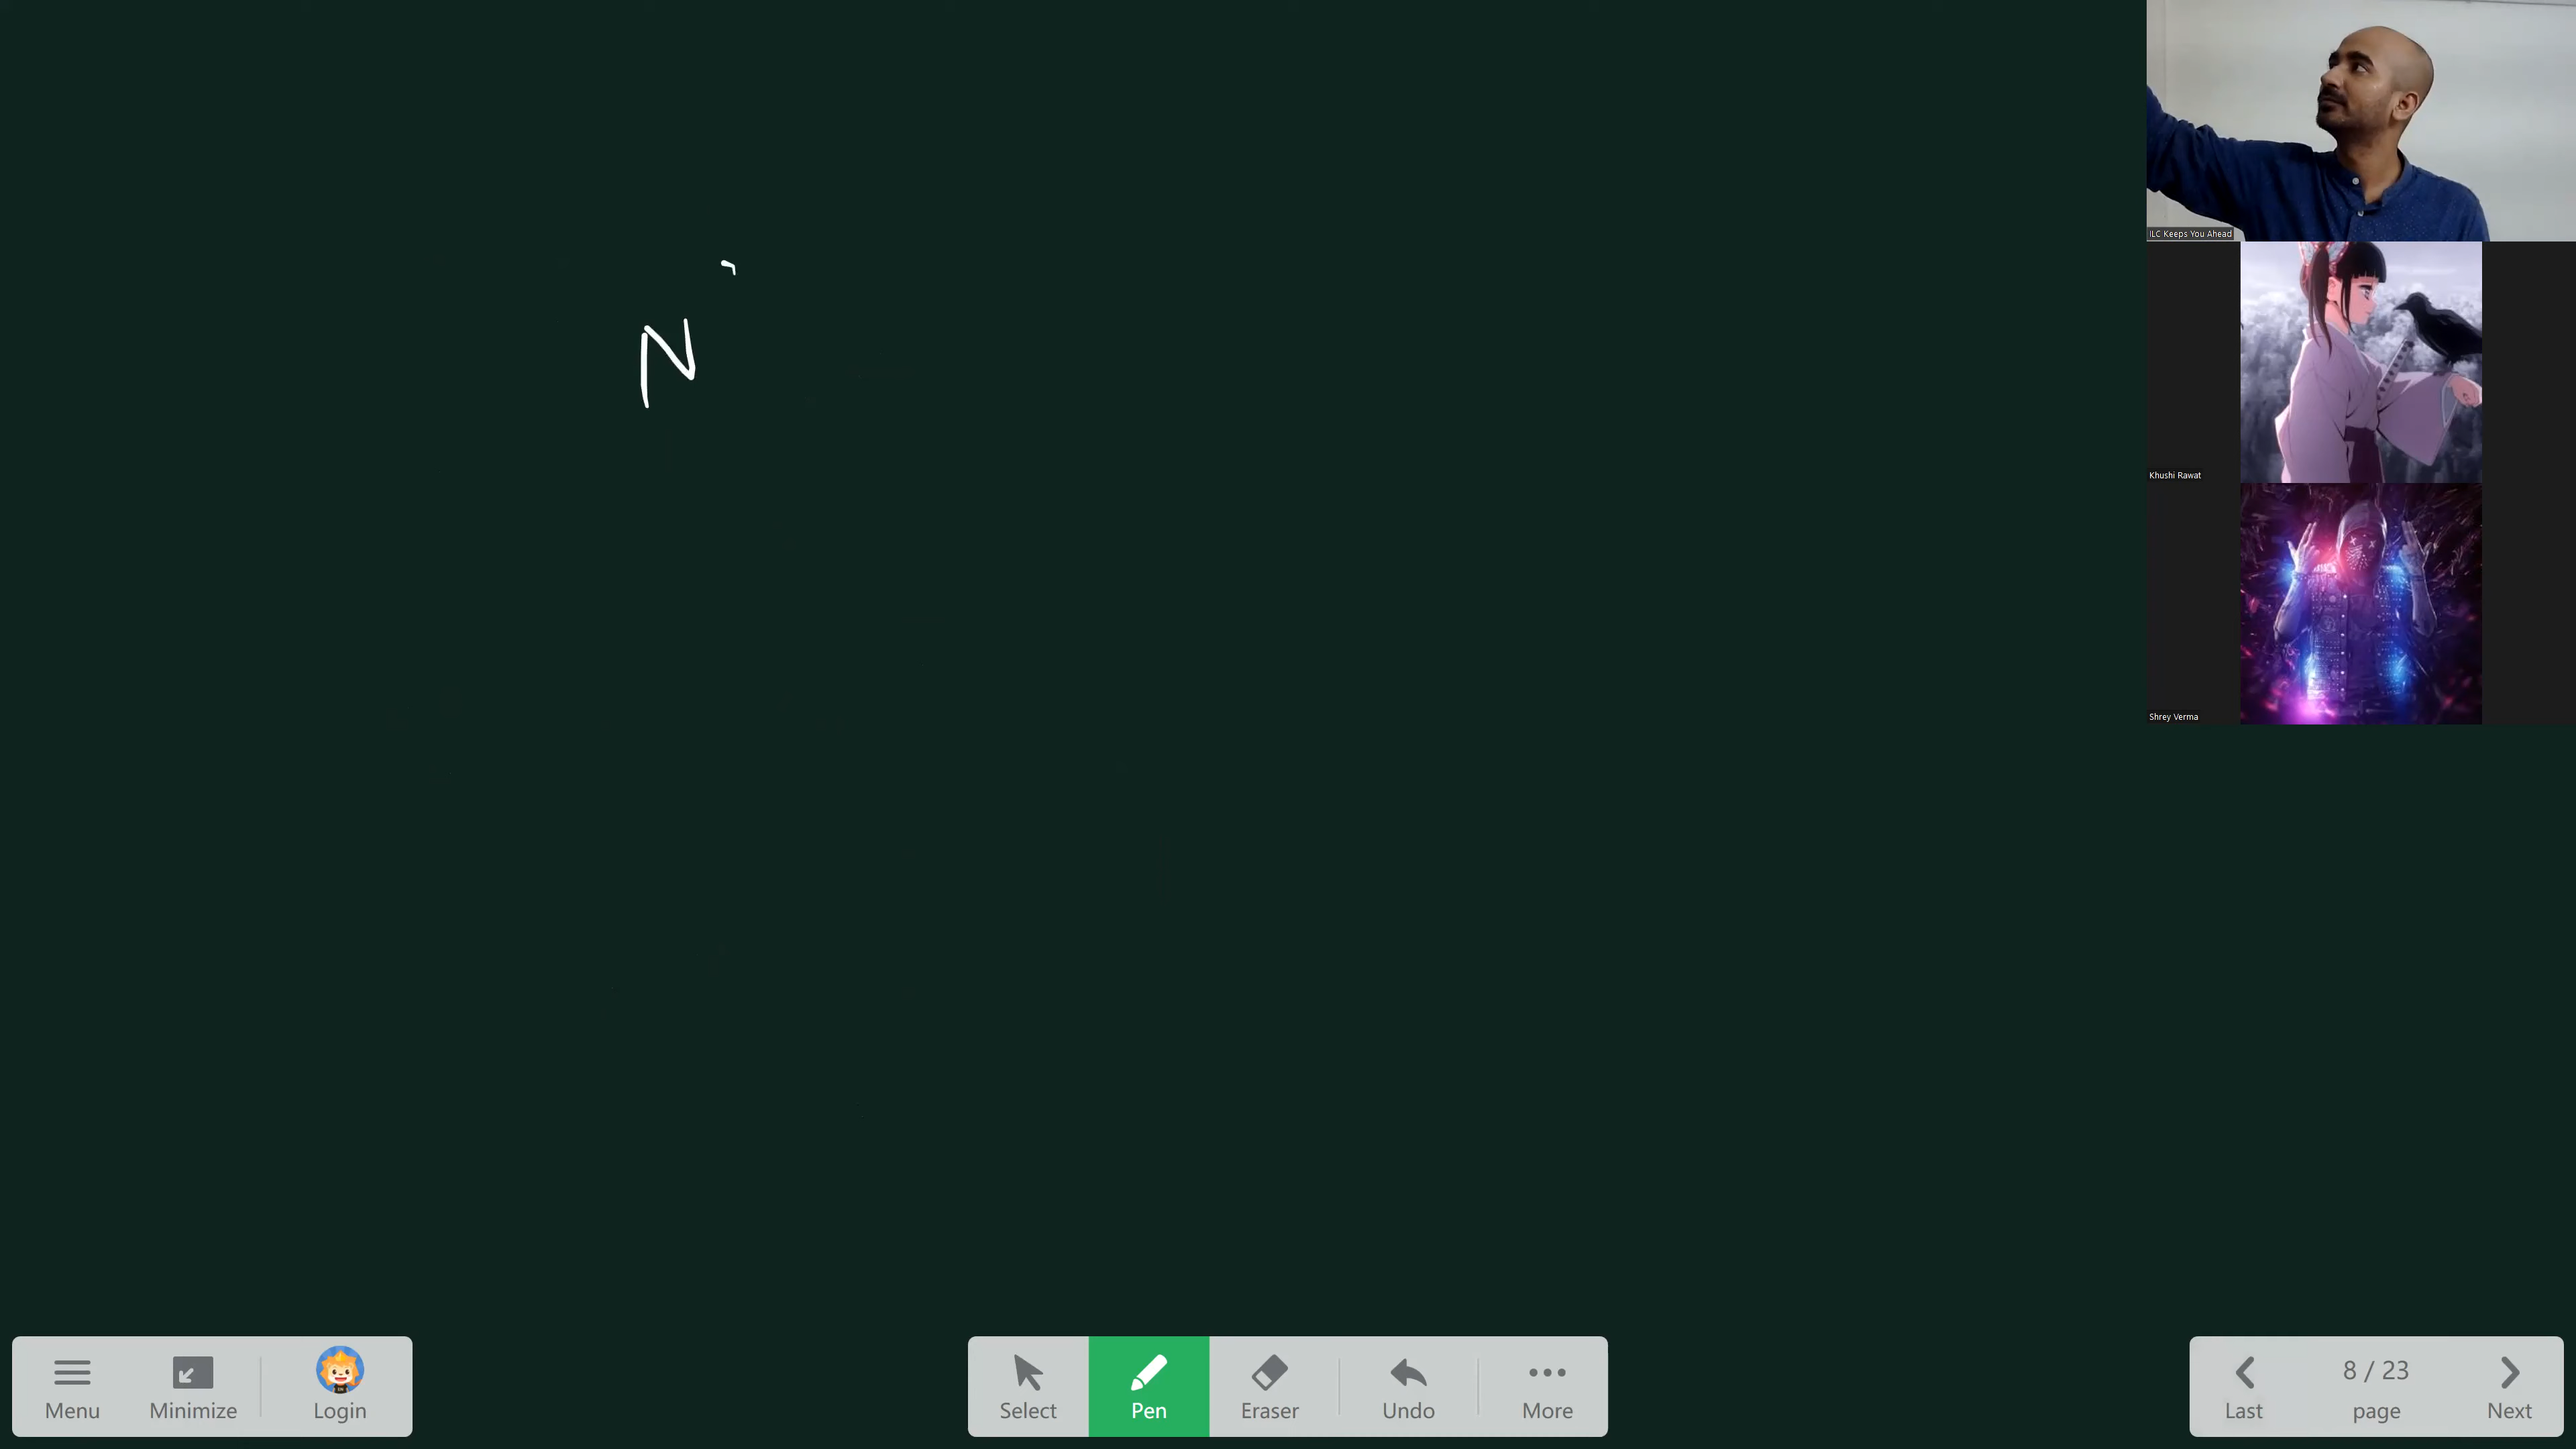 N
ILC Keeps You Ahead
Khushi Rawat
Shrey Verma
Menu
Minimize
Login
Select
Pen
Eraser
Undo
More
Last
8 / 23
page
Next